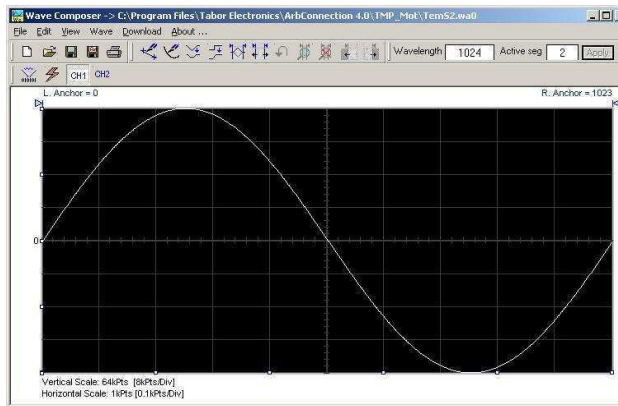 Wave Composer -> C:\Program Files\Tabor Electronics\ArbConnection 4.0\TMP_Mot\TemS2.wa0
File Edit View Wave Download About ...
Wavelength 1024 Active seg 2 Apply
CH1 CH2
L. Anchor = 0 R. Anchor = 1023
0
Vertical Scale: 64kPts [8kPts/Div]
Horizontal Scale: 1kPts [0.1kPts/Div]